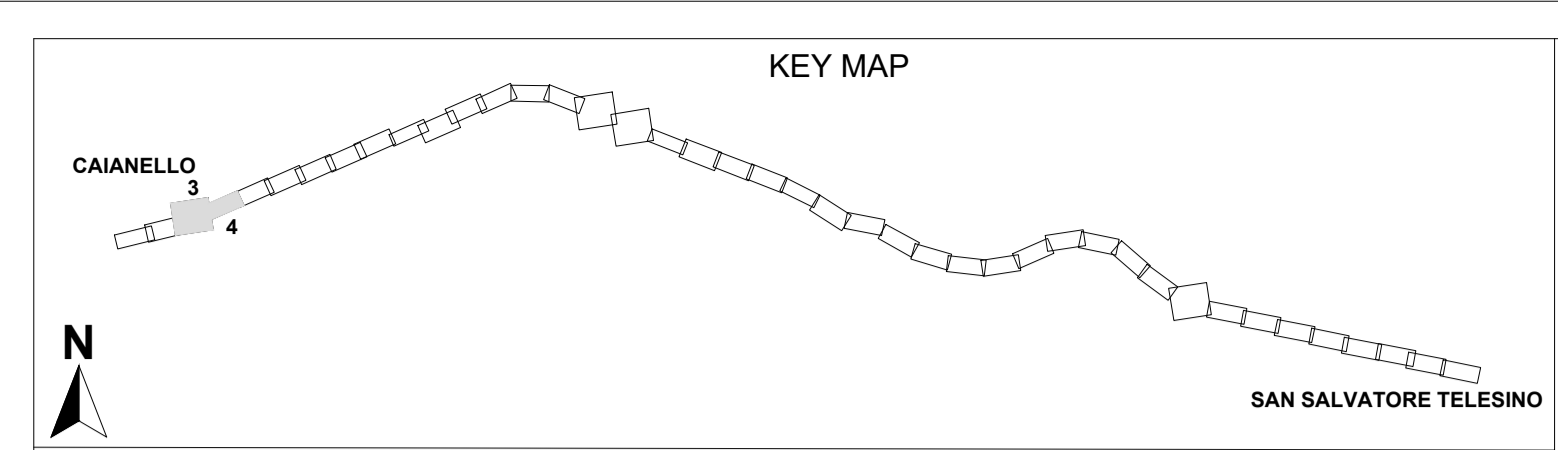 KEY MAP
CAIANELLO
3
4
N
SAN SALVATORE TELESINO